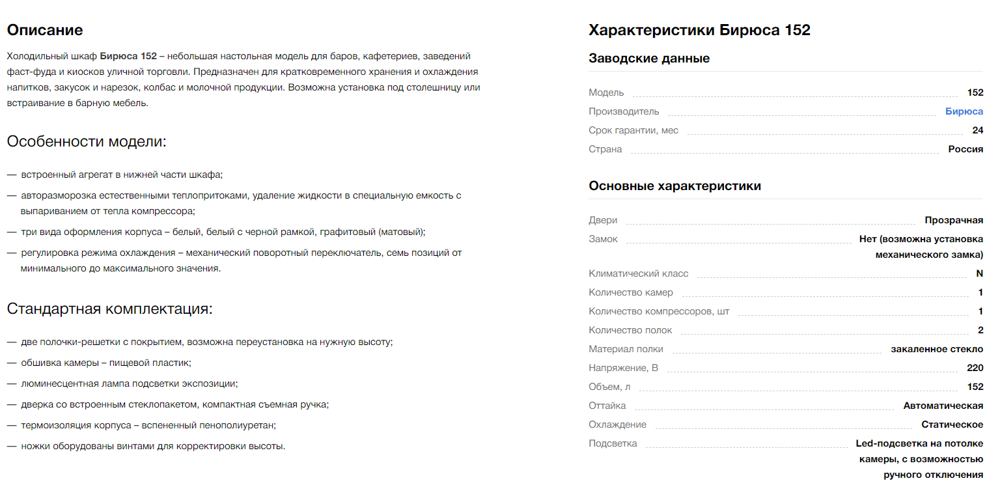 Описание
Холодильный шкаф Бирюса 152 – небольшая настольная модель для баров, кафетериев, заведений
фаст-фуда и киосков уличной торговли. Предназначен для кратковременного хранения и охлаждения
напитков, закусок и нарезок, колбас и молочной продукции. Возможна установка под столешницу или
встраивание в барную мебель.
Особенности модели:
— встроенный агрегат в нижней части шкафа;
— авторазморозка естественными теплопритоками, удаление жидкости в специальную емкость с
выпариванием от тепла компрессора;
— три вида оформления корпуса – белый, белый с черной рамкой, графитовый (матовый);
— регулировка режима охлаждения – механический поворотный переключатель, семь позиций от
минимального до максимального значения.
Стандартная комплектация:
— две полочки-решетки с покрытием, возможна переустановка на нужную высоту;
— обшивка камеры – пищевой пластик;
— люминесцентная лампа подсветки экспозиции;
— дверка со встроенным стеклопакетом, компактная съемная ручка;
— термоизоляция корпуса – вспененный пенополиуретан;
— ножки оборудованы винтами для корректировки высоты.
Характеристики Бирюса 152
Заводские данные
Модель 152
Производитель Бирюса
Срок гарантии, мес 24
Страна Россия
Основные характеристики
Двери Прозрачная
Замок Нет (возможна установка
механического замка)
Климатический класс N
Количество камер 1
Количество компрессоров, шт 1
Количество полок 2
Материал полки закаленное стекло
Напряжение, В 220
Объем, л 152
Оттайка Автоматическая
Охлаждение Статическое
Подсветка Led-подсветка на потолке
камеры, с возможностью
ручного отключения